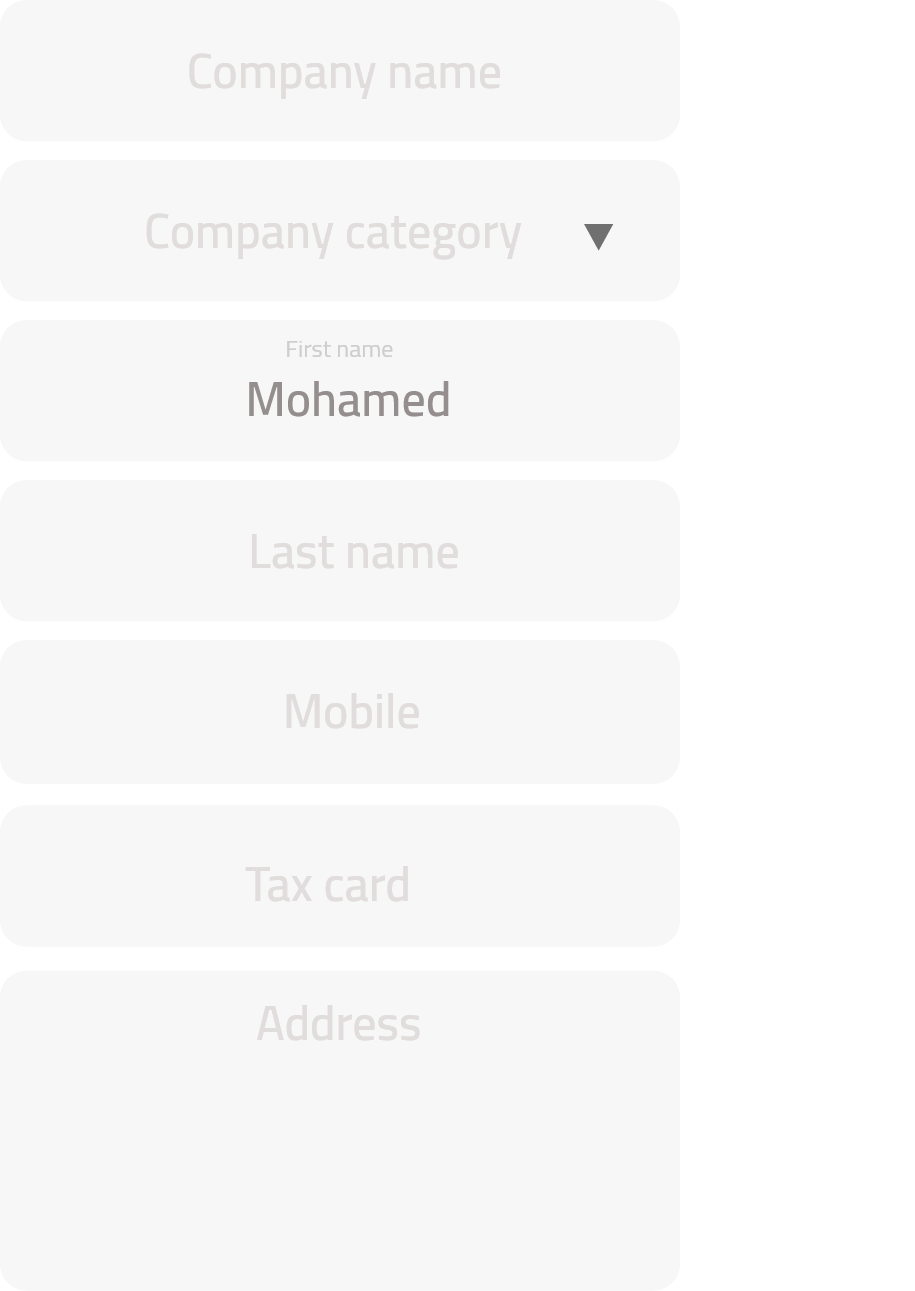 Company name
Company category
First name
Mohamed
Last name
Mobile
Tax card
Address